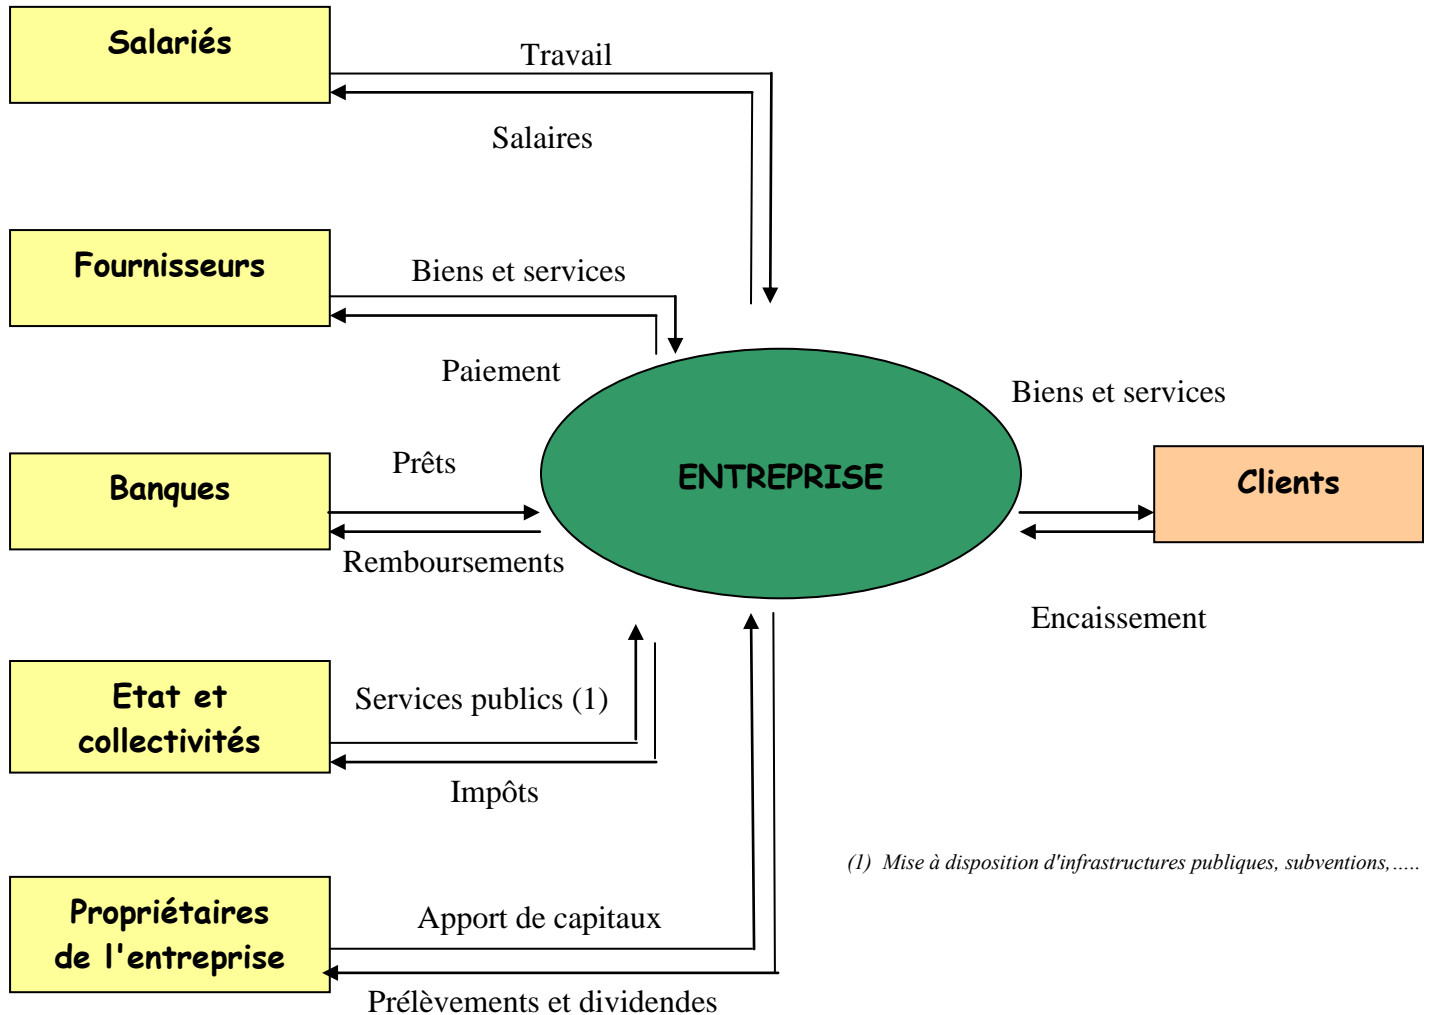 Salariés
Travail
Salaires
Fournisseurs
Biens et services
Paiement
Biens et services
Banques
Prêts
Remboursements
ENTREPRISE
Clients
Encaissement
Etat et
collectivités
Services publics (1)
Impôts
(1) Mise à disposition d'infrastructures publiques, subventions,.....
Propriétaires
de l'entreprise
Apport de capitaux
Prélèvements et dividendes